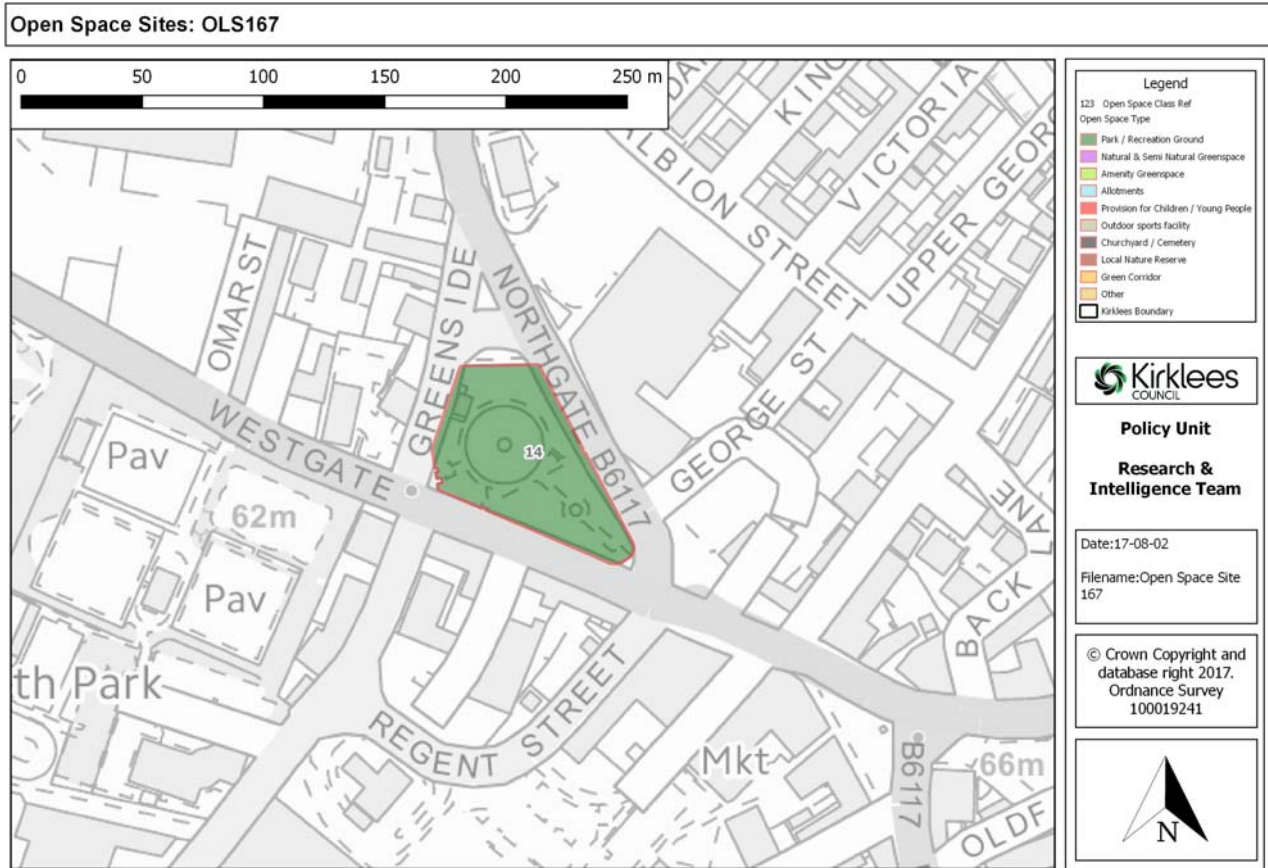 Open Space Sites: OLS167
0 50 100 150 200 250 m
KING
VICTORIA
UPPER GEORG
ALBION STREET
OMAR ST
GREENS IDE
NORTHGATE B6117
GEORGE ST
WESTGATE
14
Pav
62m
Pav
BACK LANE
th Park
REGENT STREET
Mkt
B6117
66m
OLDF
Legend
123 Open Space Class Ref
Open Space Type
Park / Recreation Ground
Natural & Semi Natural Greenspace
Amenity Greenspace
Allotments
Provision for Children / Young People
Outdoor sports facility
Churchyard / Cemetery
Local Nature Reserve
Green Corridor
Other
Kirklees Boundary
Kirklees
COUNCIL
Policy Unit
Research &
Intelligence Team
Date:17-08-02
Filename:Open Space Site
167
© Crown Copyright and
database right 2017.
Ordnance Survey
100019241
N